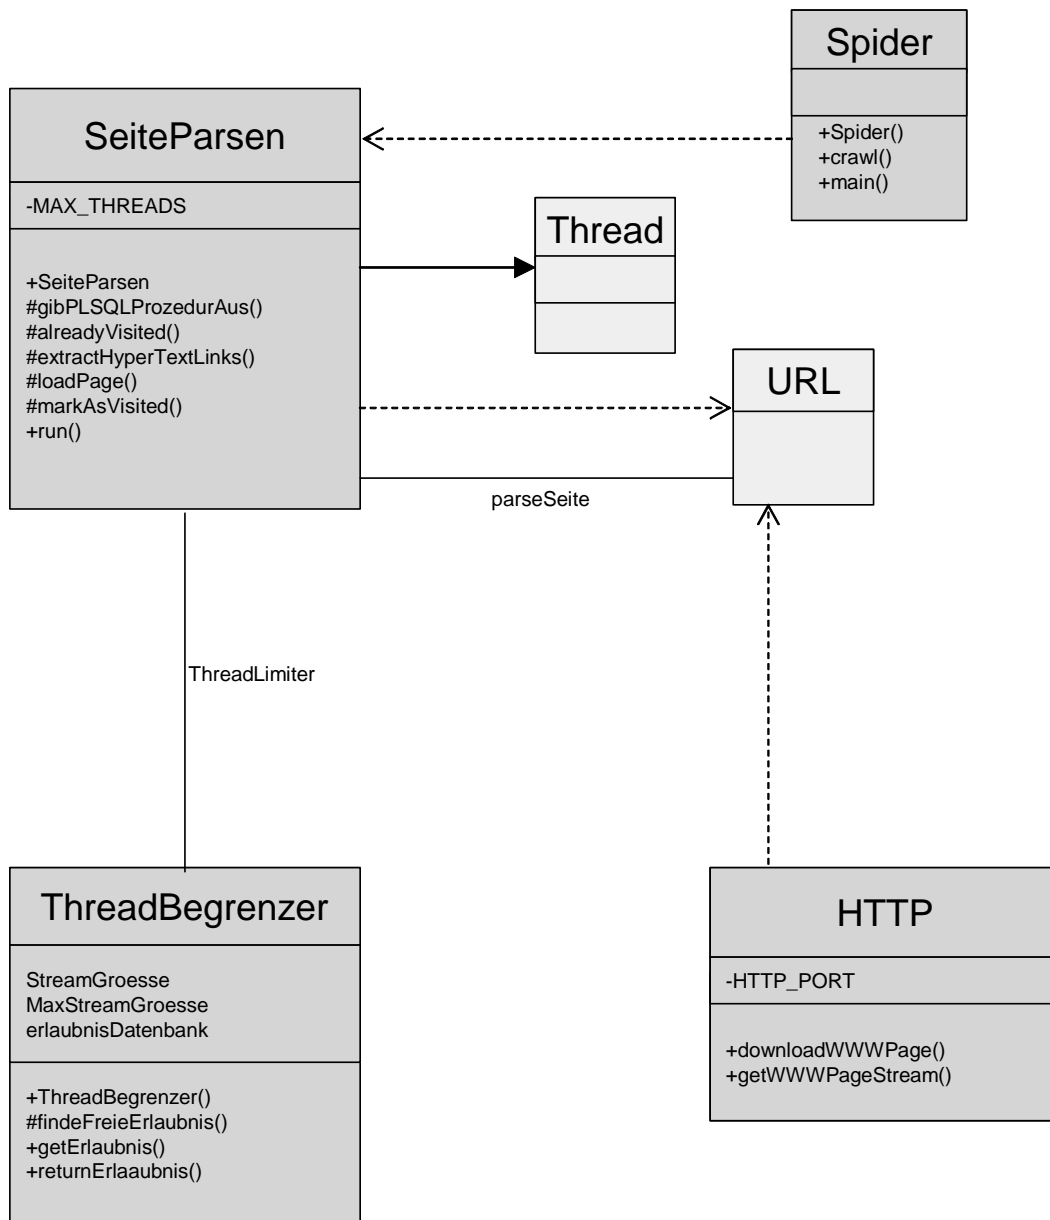 Spider
+Spider()
+crawl()
+main()
SeiteParsen
-MAX_THREADS
+SeiteParsen
#gibPLSQLProzedurAus()
#alreadyVisited()
#extractHyperTextLinks()
#loadPage()
#markAsVisited()
+run()
Thread
URL
parseSeite
ThreadLimiter
ThreadBegrenzer
StreamGroesse
MaxStreamGroesse
erlaubnisDatenbank
+ThreadBegrenzer()
#findeFreieErlaubnis()
+getErlaubnis()
+returnErlaaubnis()
HTTP
-HTTP_PORT
+downloadWWWPage()
+getWWWPageStream()